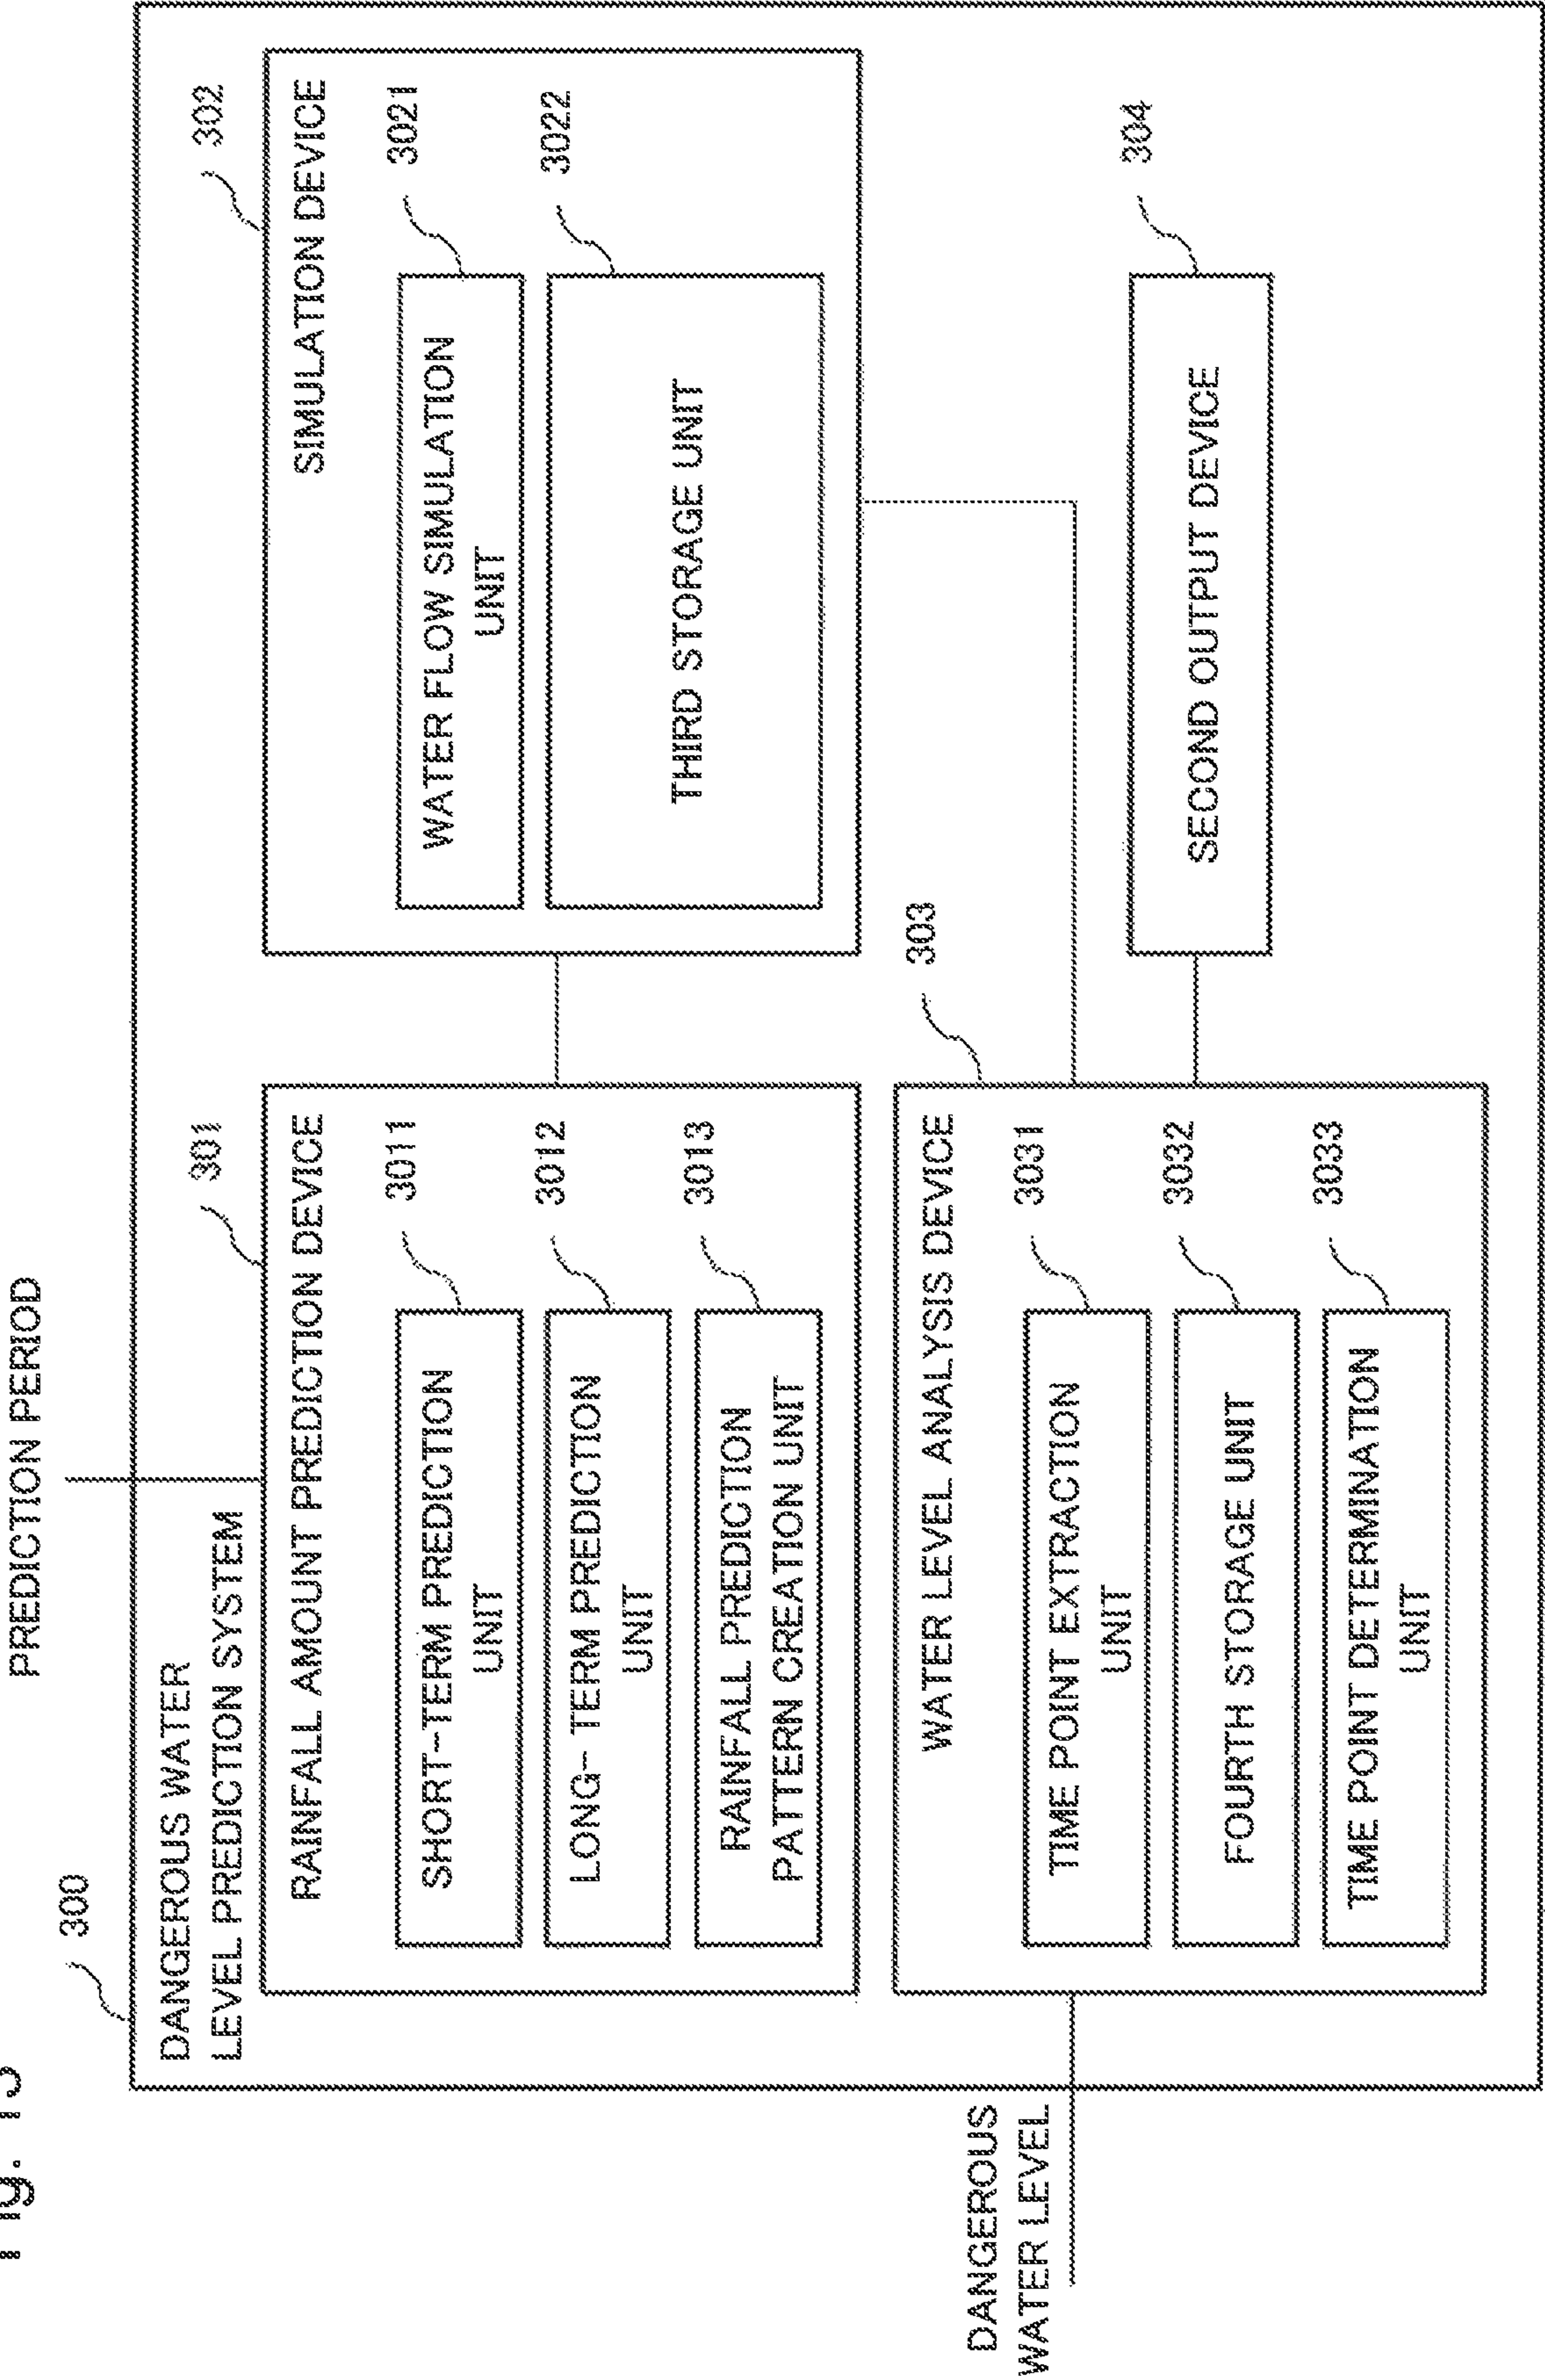 PREDICTION PERIOD
300
DANGEROUS WATER
LEVEL PREDICTION SYSTEM
301
RAINFALL AMOUNT PREDICTION DEVICE
3011
SHORT-TERM PREDICTION
UNIT
3012
LONG- TERM PREDICTION
UNIT
3013
RAINFALL PREDICTION
PATTERN CREATION UNIT
302
SIMULATION DEVICE
3021
WATER FLOW SIMULATION
UNIT
3022
THIRD STORAGE UNIT
DANGEROUS
WATER LEVEL
303
WATER LEVEL ANALYSIS DEVICE
3031
TIME POINT EXTRACTION
UNIT
3032
FOURTH STORAGE UNIT
3033
TIME POINT DETERMINATION
UNIT
304
SECOND OUTPUT DEVICE